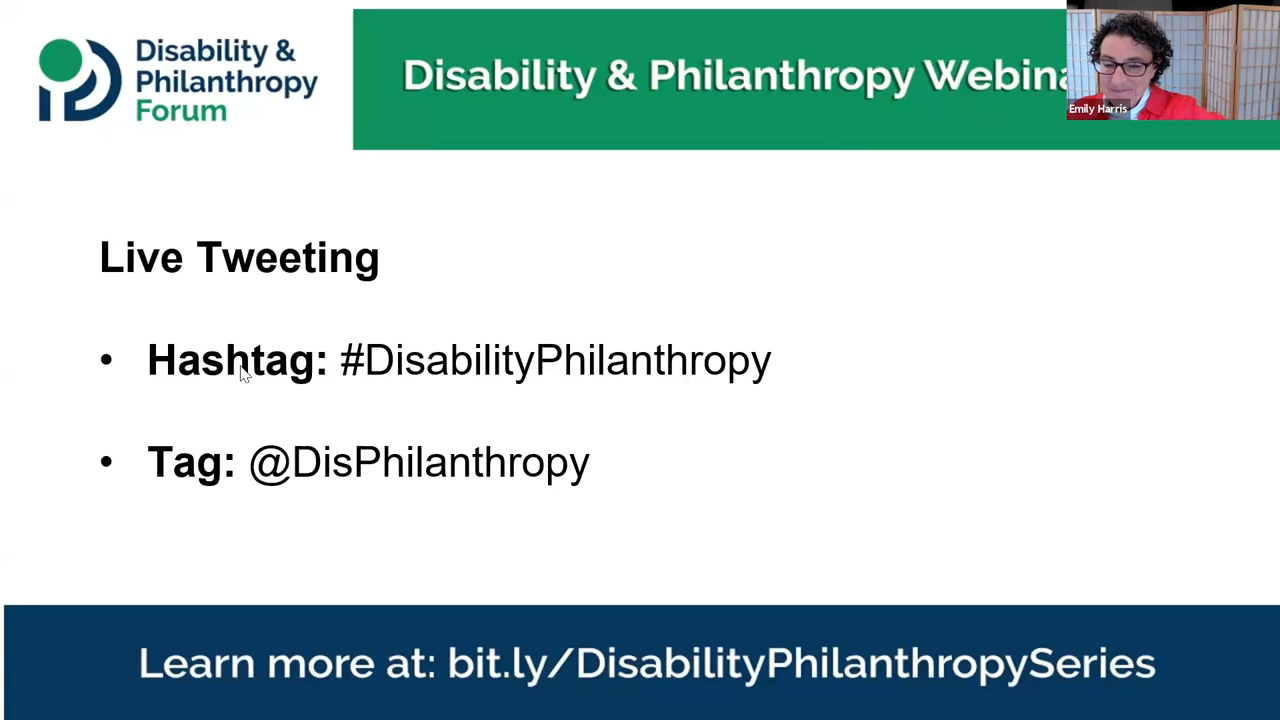 Disability &
Philanthropy
Forum
Disability & Philanthropy Webina
Emily Harris
Live Tweeting
• Hashtag: #DisabilityPhilanthropy
• Tag: @DisPhilanthropy
Learn more at: bit.ly/DisabilityPhilanthropySeries